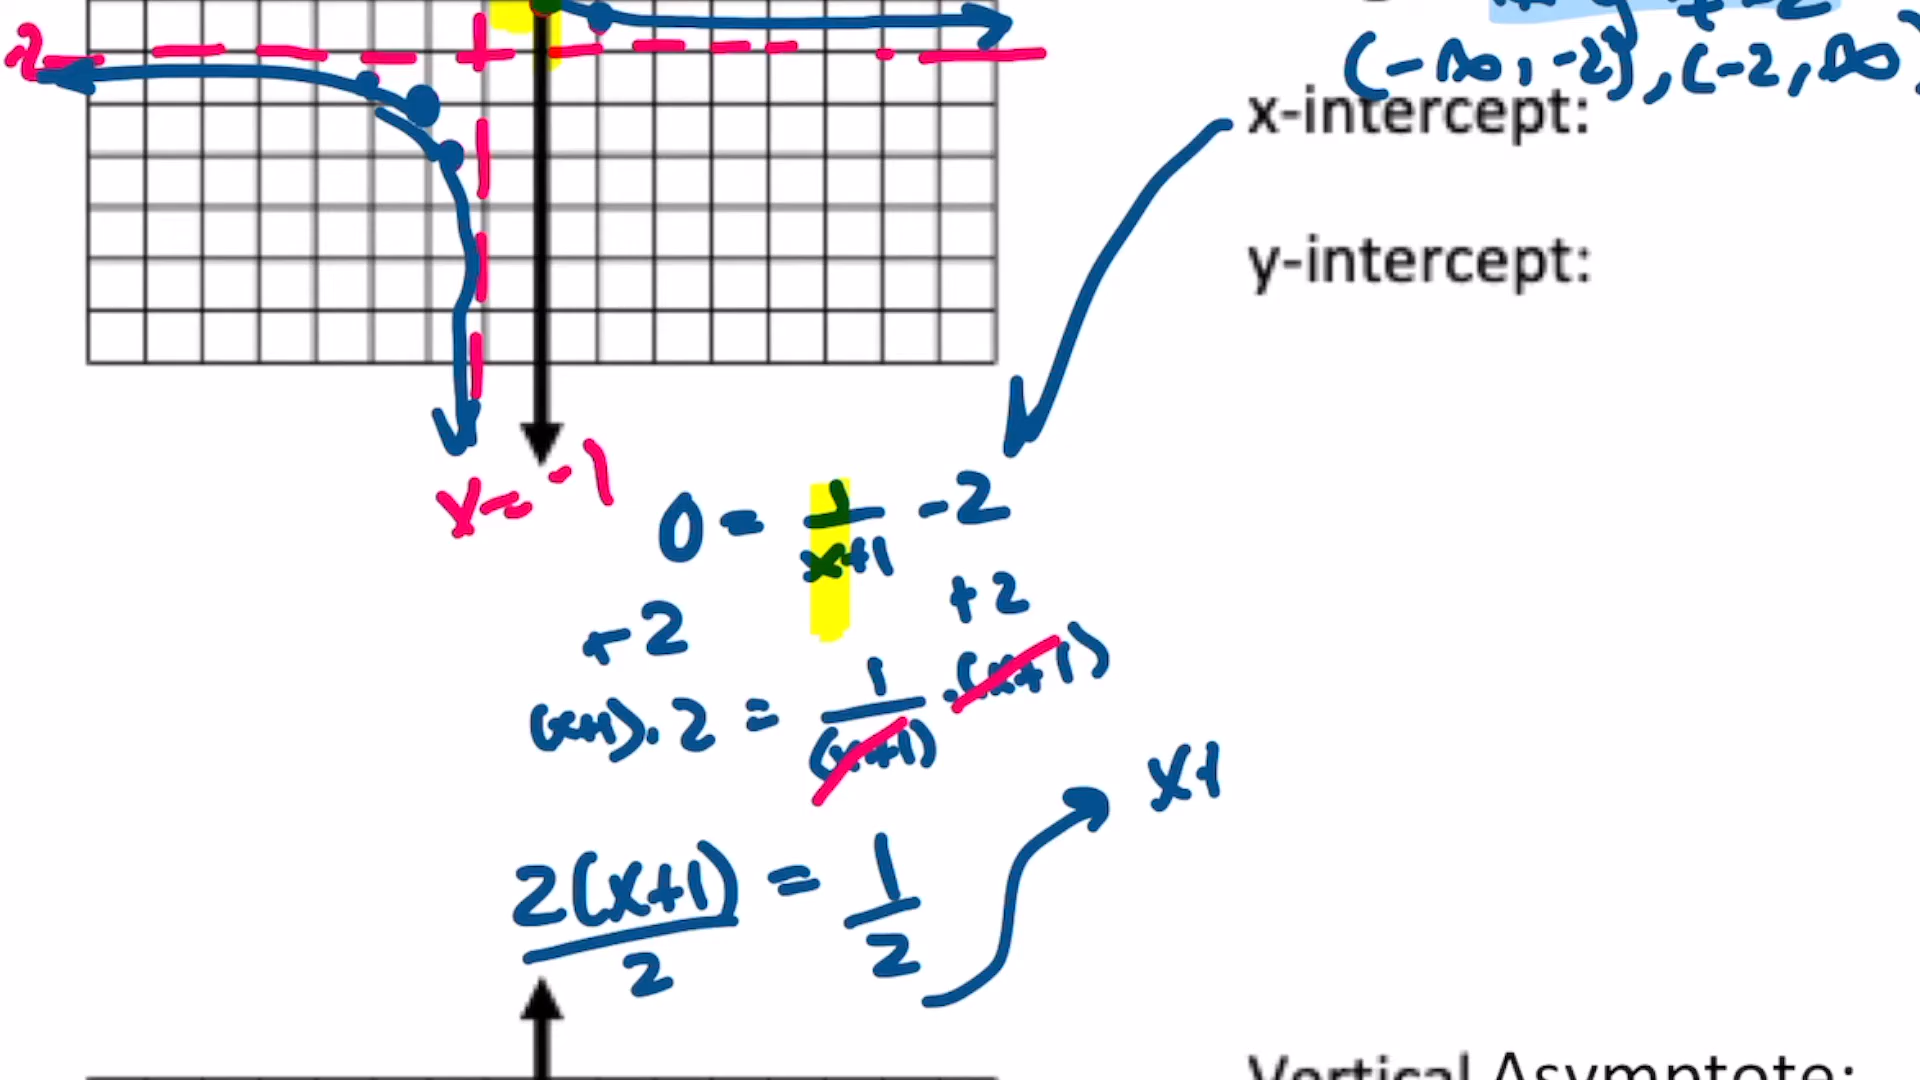 -2
(-∞, -2), (-2, ∞)
x-intercept:
y-intercept:
x = -1
0 = 1/(x+1) - 2
+2 +2
(x+1)·2 = 1/(x+1) ·(x+1)
x+
2(x+1)/2 = 1/2
Vertical Asymptote: